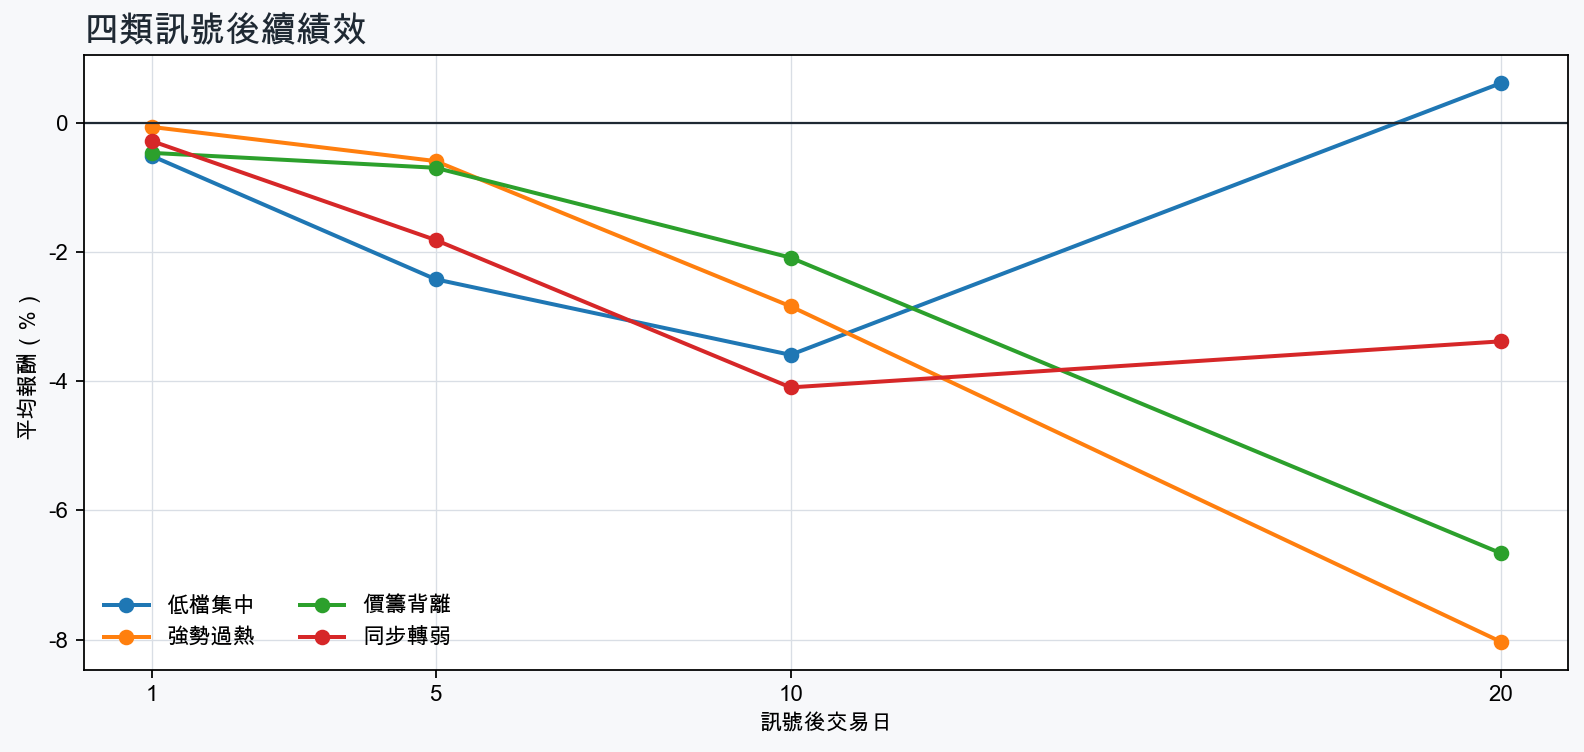 四類訊號後續績效
平均報酬（%）
0
-2
-4
-6
-8
低檔集中
強勢過熱
價籌背離
同步轉弱
1
5
10
20
訊號後交易日